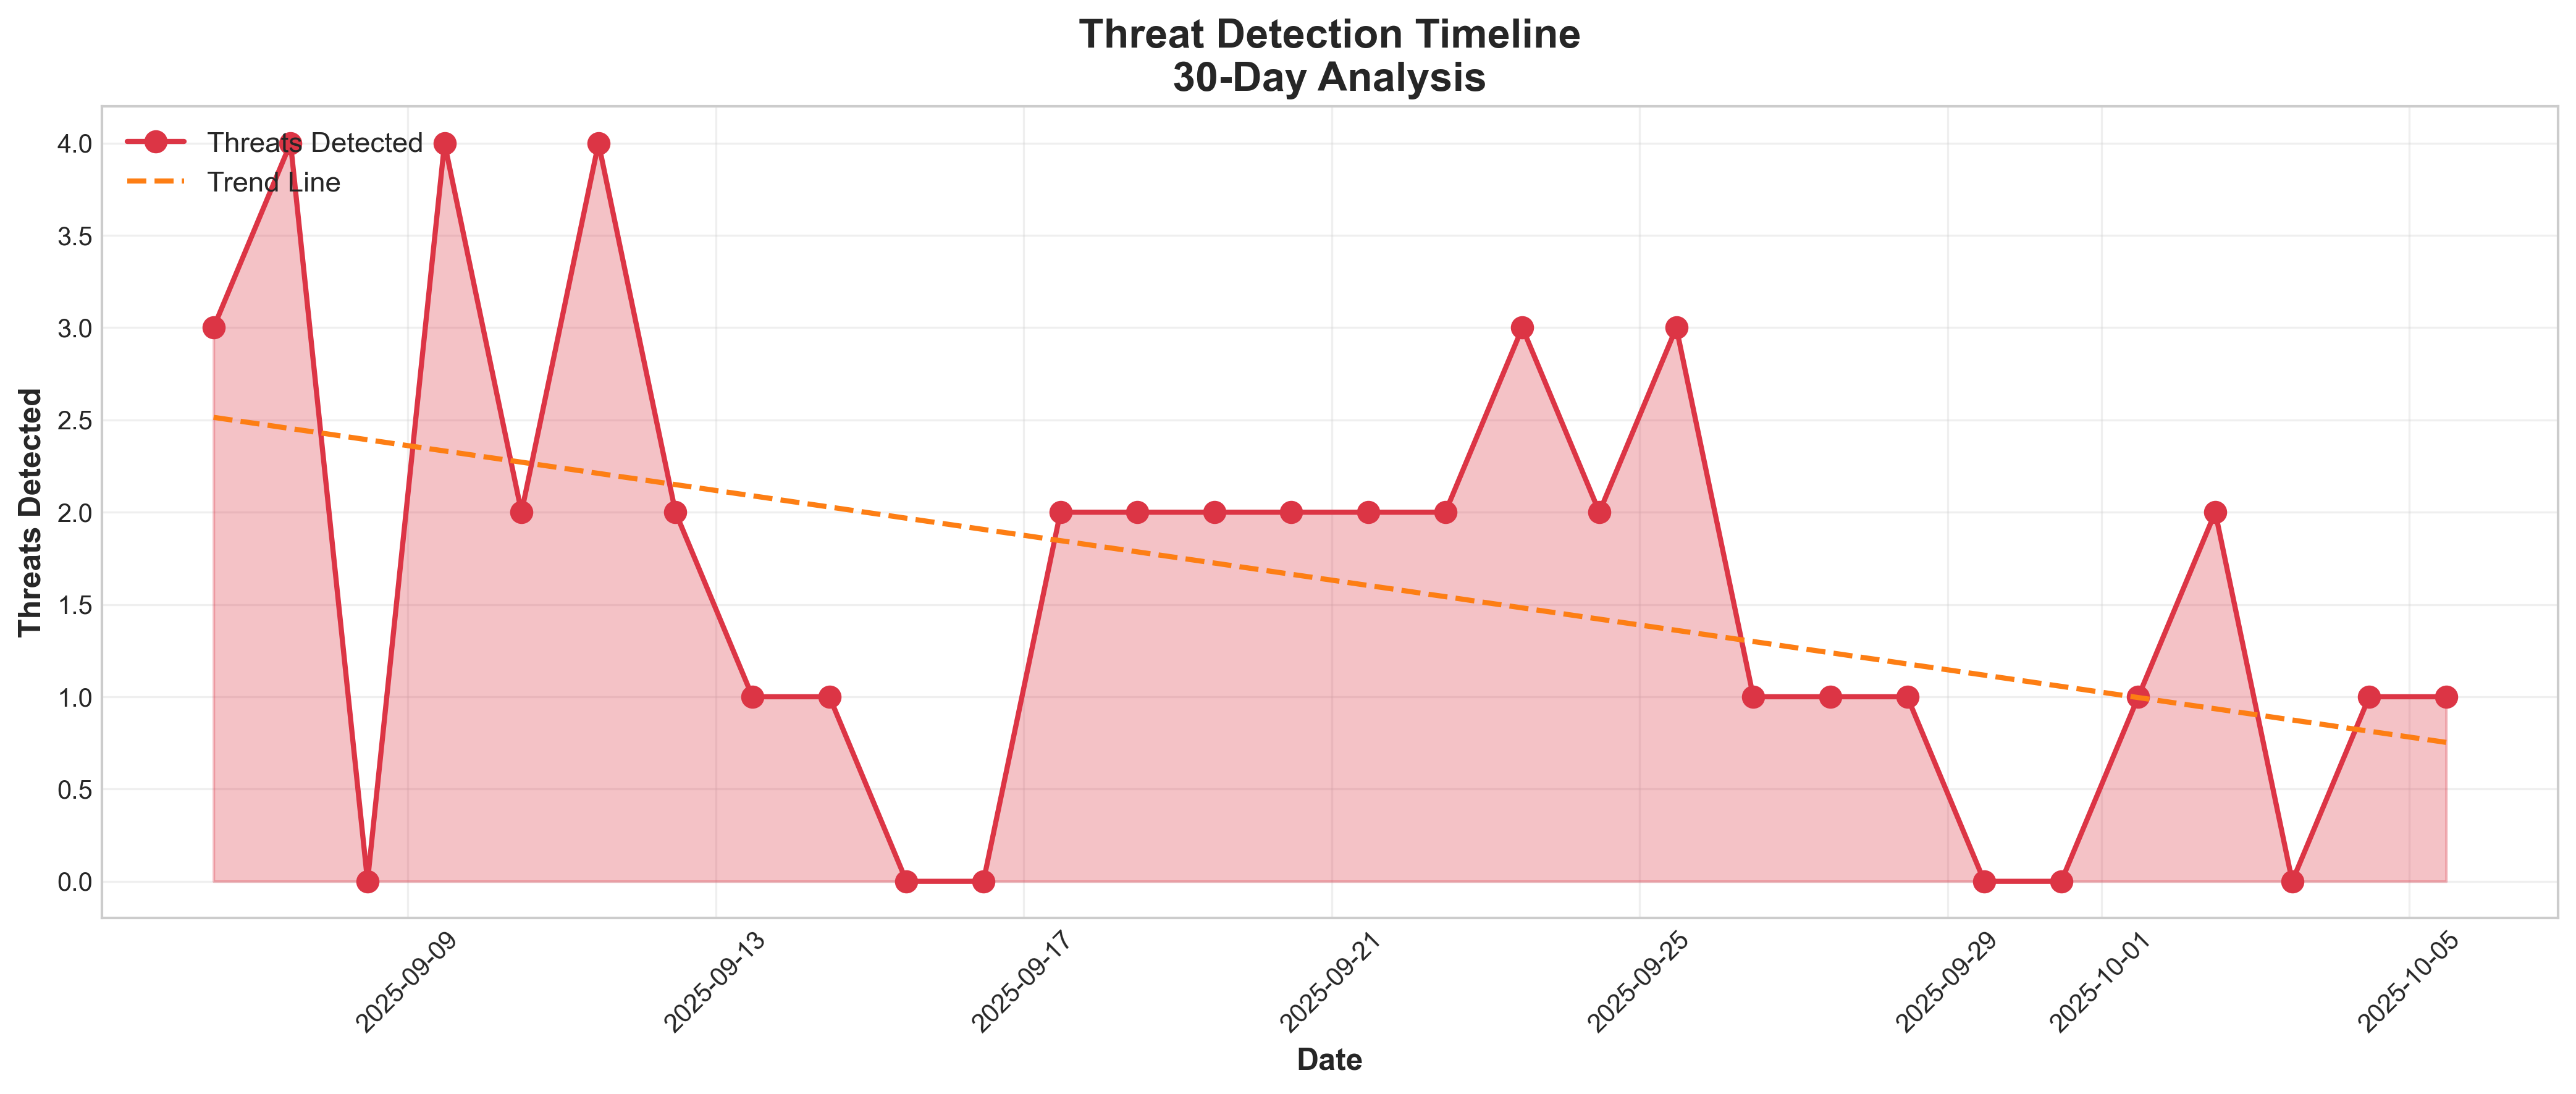 Threat Detection Timeline
30-Day Analysis
Threats Detected
Trend Line
4.0
3.5
3.0
2.5
2.0
1.5
1.0
0.5
0.0
Threats Detected
2025-09-09
2025-09-13
2025-09-17
2025-09-21
2025-09-25
2025-09-29
2025-10-01
2025-10-05
Date